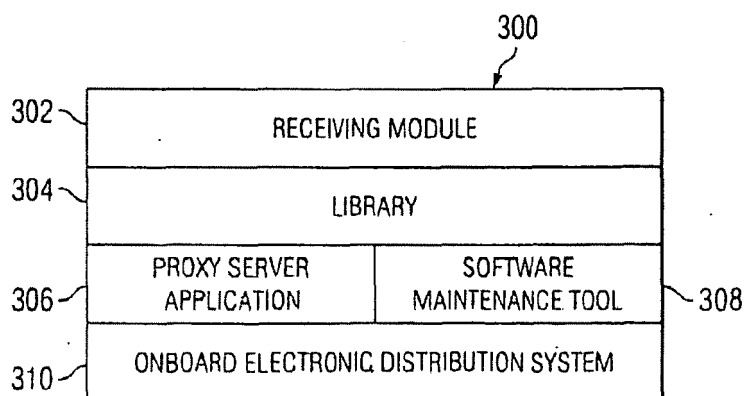 300
302
RECEIVING MODULE
304
LIBRARY
306
PROXY SERVER
APPLICATION
SOFTWARE
MAINTENANCE TOOL
308
310
ONBOARD ELECTRONIC DISTRIBUTION SYSTEM